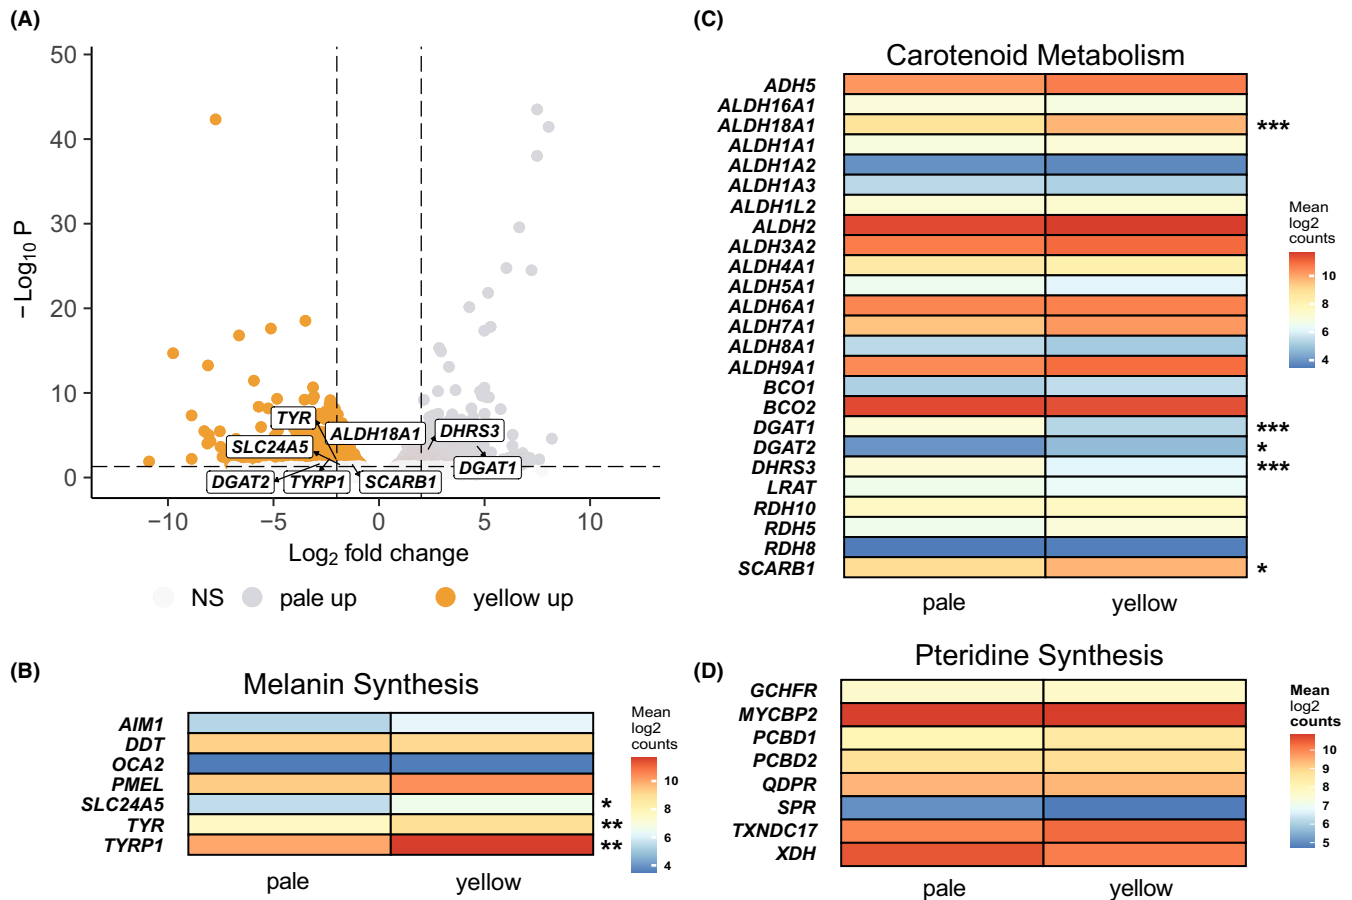 (A)
50
40
30
20
10
0
−10
−5
0
5
10
− Log10 P
Log2 fold change
TYR
ALDH18A1
DHRS3
SLC24A5
DGAT1
DGAT2
TYRP1
SCARB1
NS
pale up
yellow up
(B)
Melanin Synthesis
AIM1
DDT
OCA2
PMEL
SLC24A5 *
TYR **
TYRP1 **
pale
yellow
Mean
log2
counts
10
8
6
4
(C)
Carotenoid Metabolism
ADH5
ALDH16A1
ALDH18A1 ***
ALDH1A1
ALDH1A2
ALDH1A3
ALDH1L2
ALDH2
ALDH3A2
ALDH4A1
ALDH5A1
ALDH6A1
ALDH7A1
ALDH8A1
ALDH9A1
BCO1
BCO2
DGAT1 ***
DGAT2 *
DHRS3 ***
LRAT
RDH10
RDH5
RDH8
SCARB1 *
pale
yellow
Mean
log2
counts
10
8
6
4
(D)
Pteridine Synthesis
GCHFR
MYCBP2
PCBD1
PCBD2
QDPR
SPR
TXNDC17
XDH
pale
yellow
Mean
log2
counts
10
9
8
7
6
5